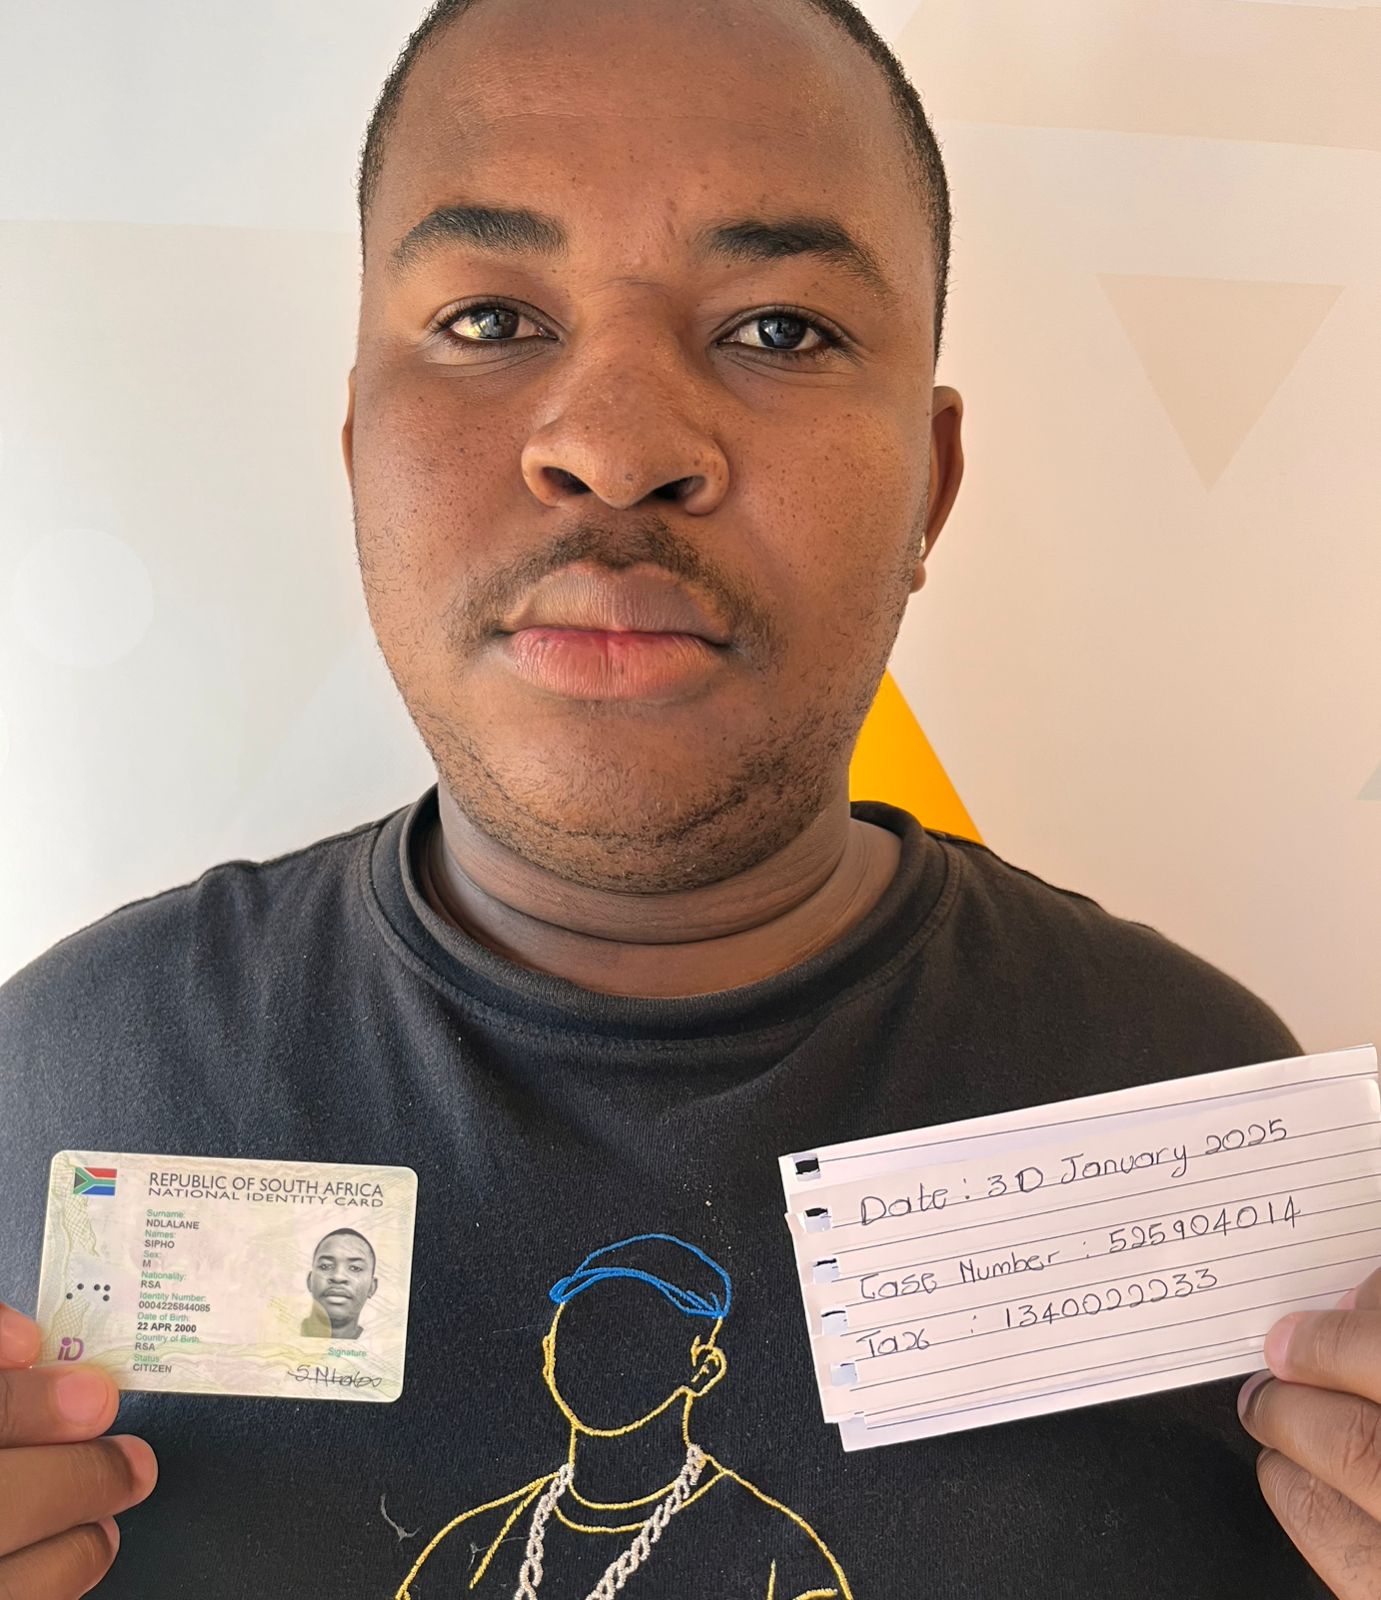 REPUBLIC OF SOUTH AFRICA
NATIONAL IDENTITY CARD
Surname:
NDLALANE
Names:
SIPHO
Sex:
M
Nationality:
RSA
Identity Number:
0004225844085
Date of Birth:
22 APR 2000
Country of Birth:
RSA
Status:
CITIZEN
Signature:
iD
Date : 30 January 2025
Case Number : 525904014
Tax : 1340022233